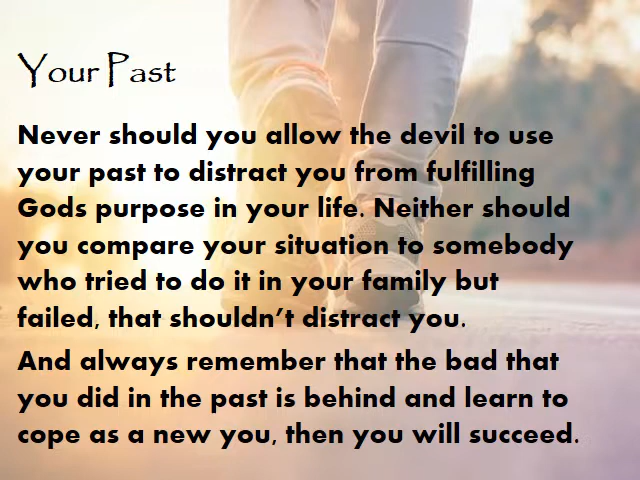 Your Past
Never should you allow the devil to use
your past to distract you from fulfilling
Gods purpose in your life. Neither should
you compare your situation to somebody
who tried to do it in your family but
failed, that shouldn't distract you.
And always remember that the bad that
you did in the past is behind and learn to
cope as a new you, then you will succeed.